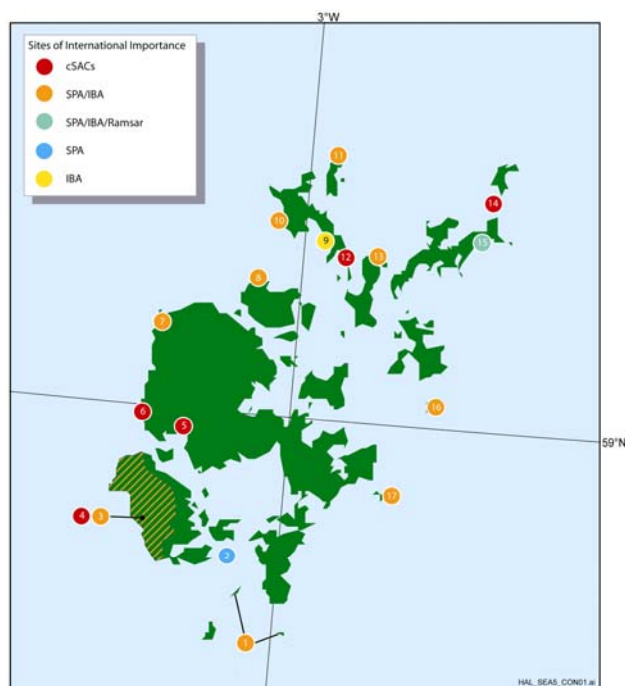 3°W
Sites of International Importance
cSACs
SPA/IBA
SPA/IBA/Ramsar
SPA
IBA
11
14
10
9
15
12
13
8
7
16
6
5
59°N
17
4
3
2
1
HAL_SEA5_CON01.ai